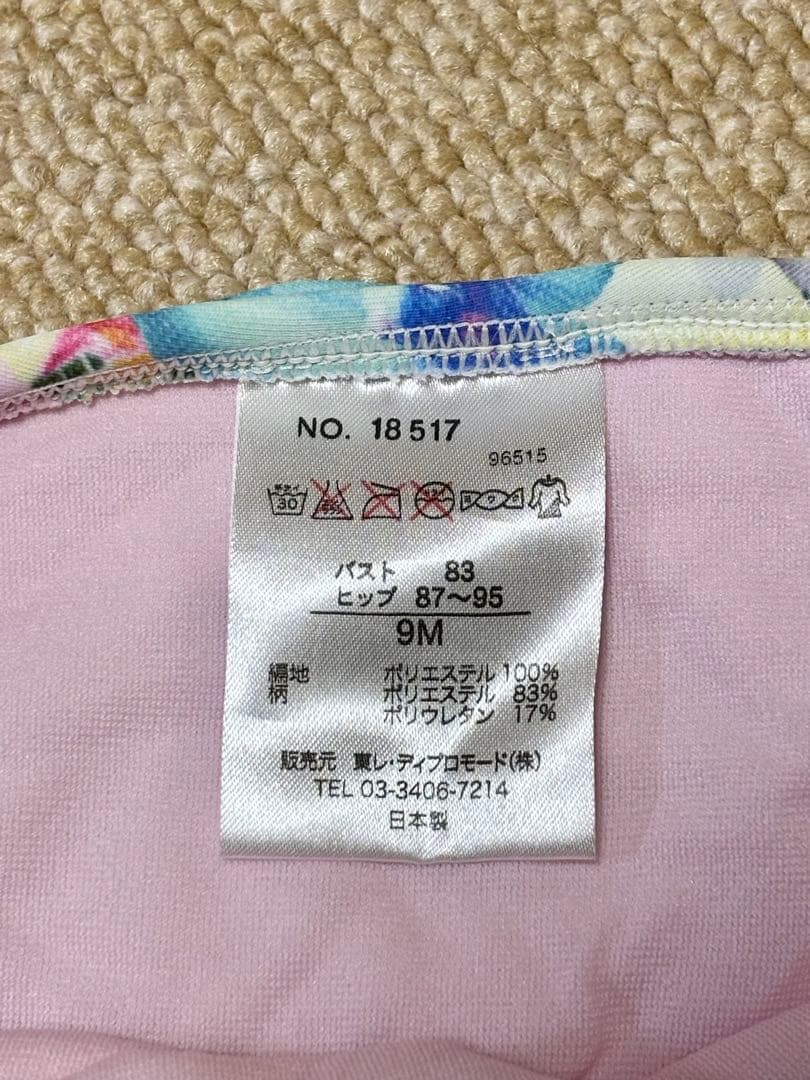 NO. 18517
96515
手洗イ
30
バスト 83
ヒップ 87〜95
9M
編地 ポリエステル 100%
柄 ポリエステル 83%
ポリウレタン 17%
販売元 東レ・ディプロモード(株)
TEL 03-3406-7214
日本製